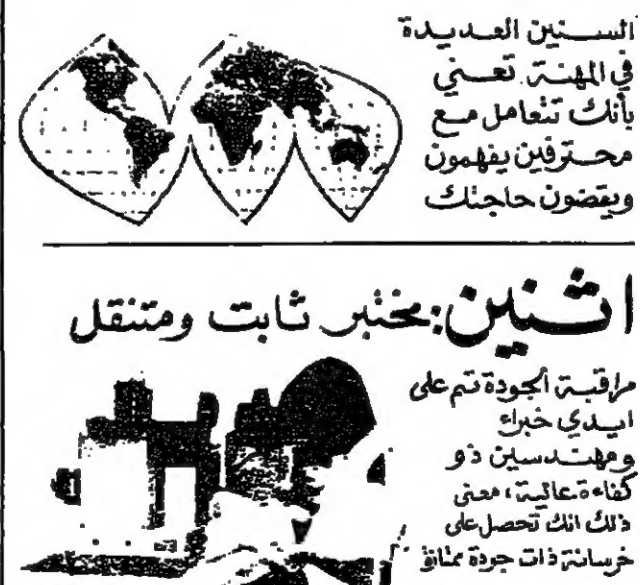 السنين العديدة
في المهنة. تعني
بأنك تتعامل مع
محترفين يفهمون
ويقضون حاجتك
اثنين: مختبر ثابت ومتنقل
مراقبة الجودة تتم على
ايدي خبراء
ومهندسين ذو
كفاءة عالية، معنى
ذلك انك تحصل على
خرسانة ذات جودة ممتازة